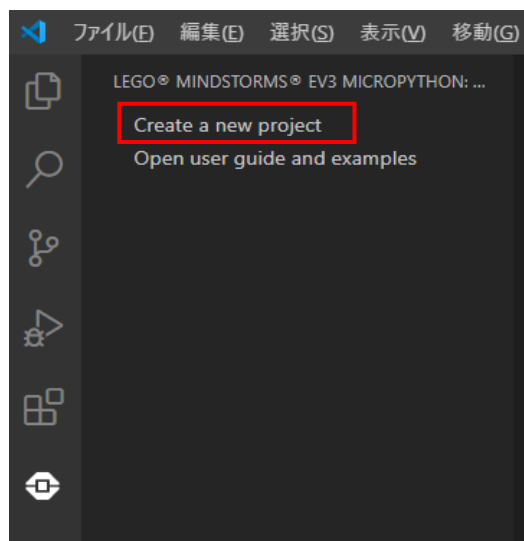 ファイル(F) 編集(E) 選択(S) 表示(V) 移動(G)
LEGO® MINDSTORMS® EV3 MICROPYTHON: ...
Create a new project
Open user guide and examples